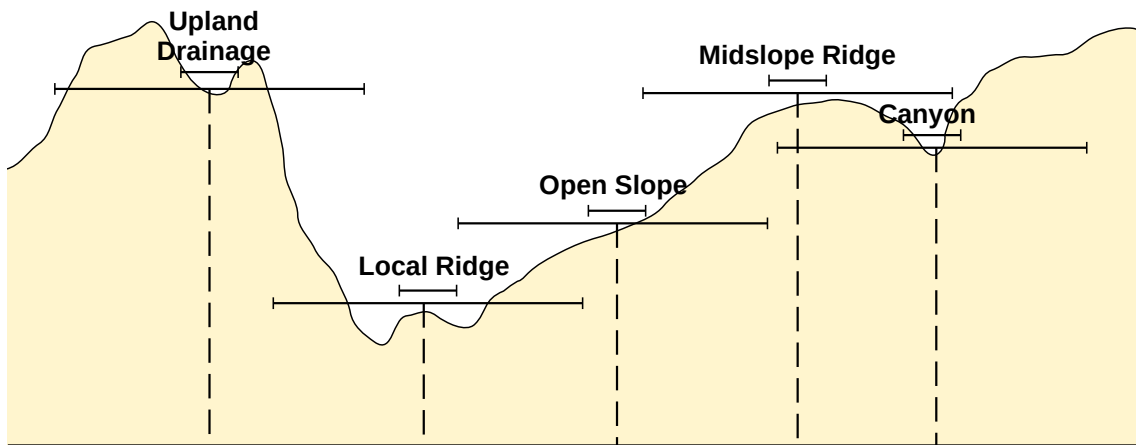 Upland
Drainage
Midslope Ridge
Canyon
Open Slope
Local Ridge